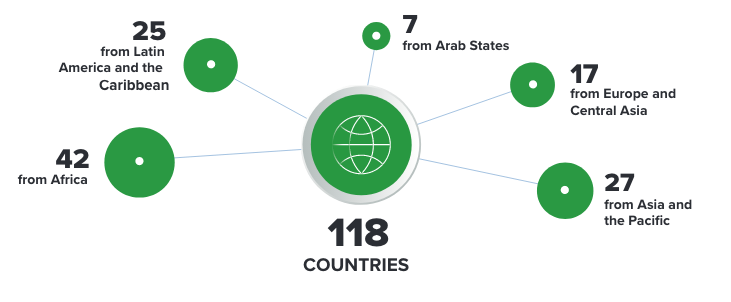 25
from Latin
America and the
Caribbean
7
from Arab States
17
from Europe and
Central Asia
42
from Africa
27
from Asia and
the Pacific
118
COUNTRIES